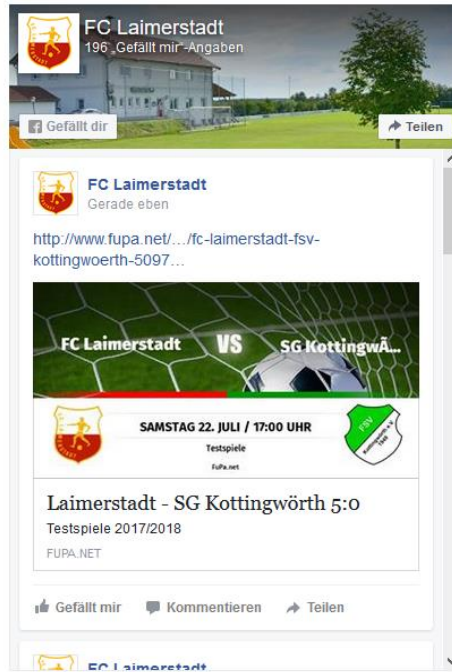 FC Laimerstadt
196 „Gefällt mir“-Angaben
Gefällt dir
Teilen
FC Laimerstadt
Gerade eben
http://www.fupa.net/…/fc-laimerstadt-fsv-
kottingwoerth-5097…
FC Laimerstadt VS SG KottingwÃ...
SAMSTAG 22. JULI / 17:00 UHR
Testspiele
FuPa.net
FSV
Kottingwörth e.V.
Laimerstadt - SG Kottingwörth 5:0
Testspiele 2017/2018
FUPA.NET
Gefällt mir Kommentieren Teilen
FC Laimerstadt